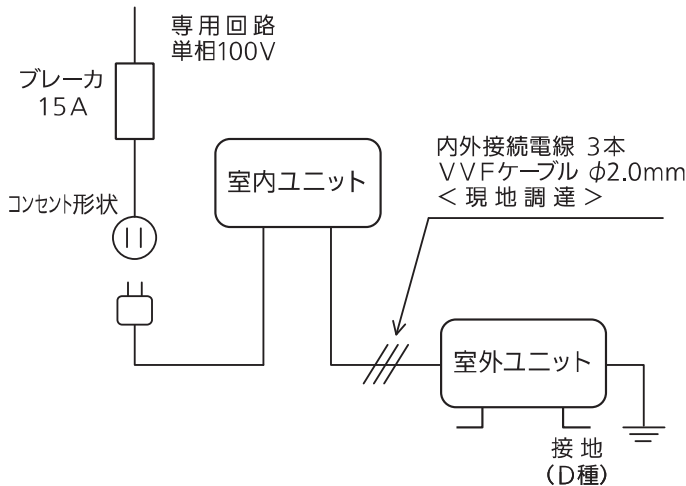 専用回路
単相100V
ブレーカ
15A
コンセント形状
室内ユニット
内外接続電線 3本
VVFケーブル φ2.0mm
<現地調達>
室外ユニット
接地
(D種)